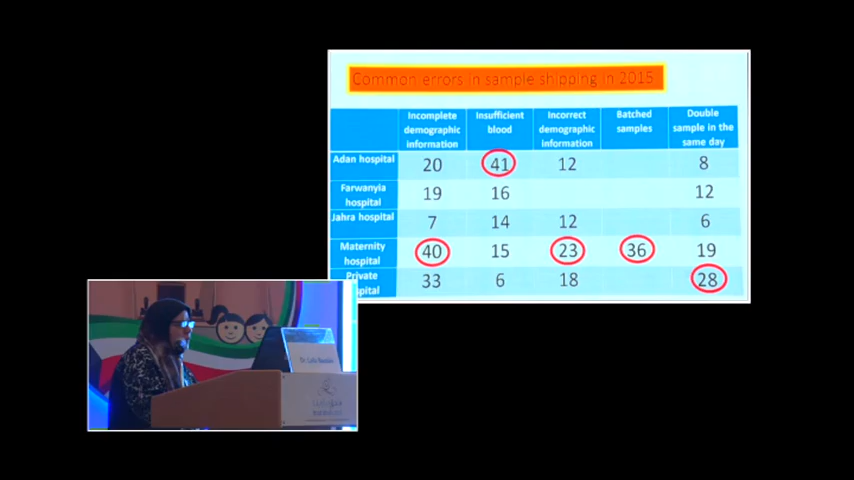 Common errors in sample shipping in 2015
Incomplete demographic information
Insufficient blood
Incorrect demographic information
Batched samples
Double sample in the same day
Adan hospital 20 41 12 8
Farwanyia hospital 19 16 12
Jahra hospital 7 14 12 6
Maternity hospital 40 15 23 36 19
Private spital 33 6 18 28